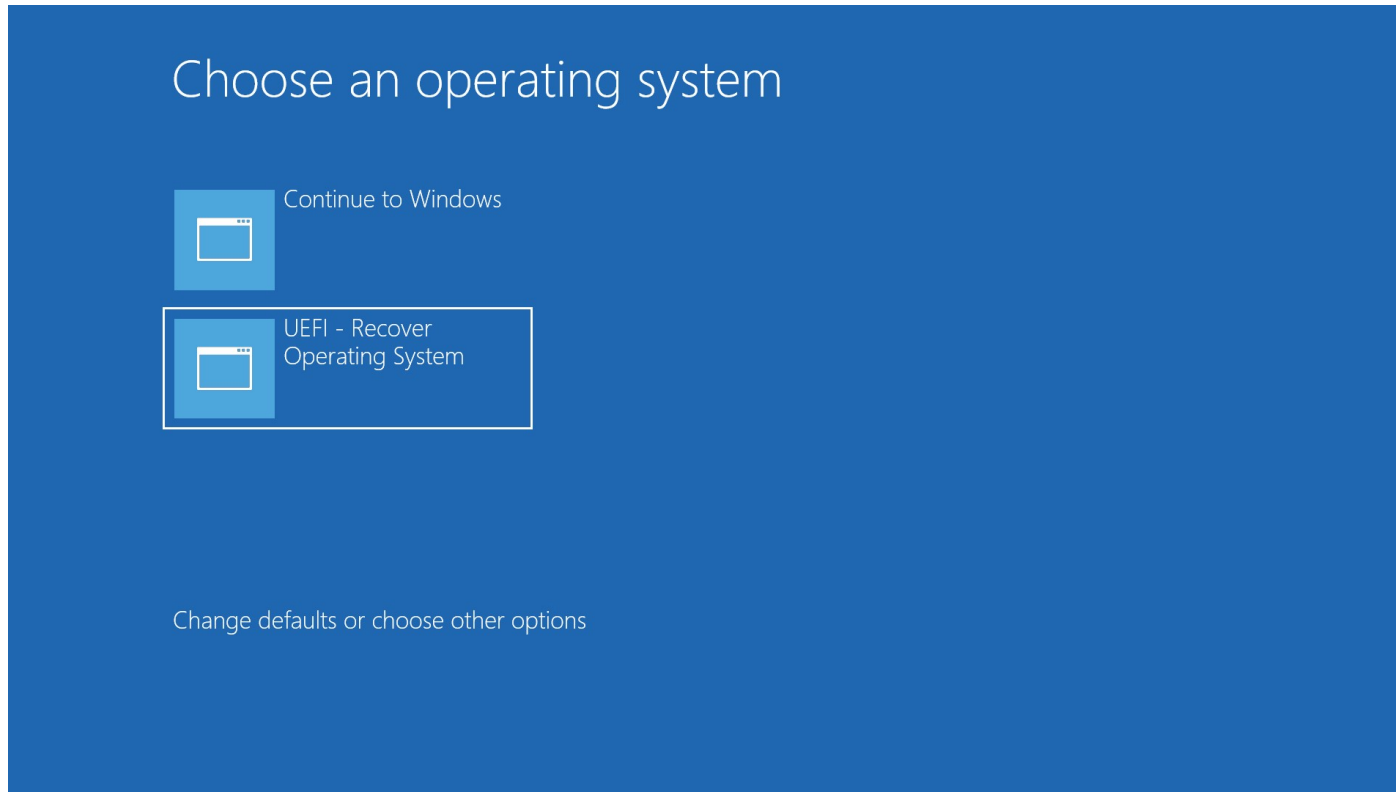 Choose an operating system
Continue to Windows
UEFI - Recover
Operating System
Change defaults or choose other options